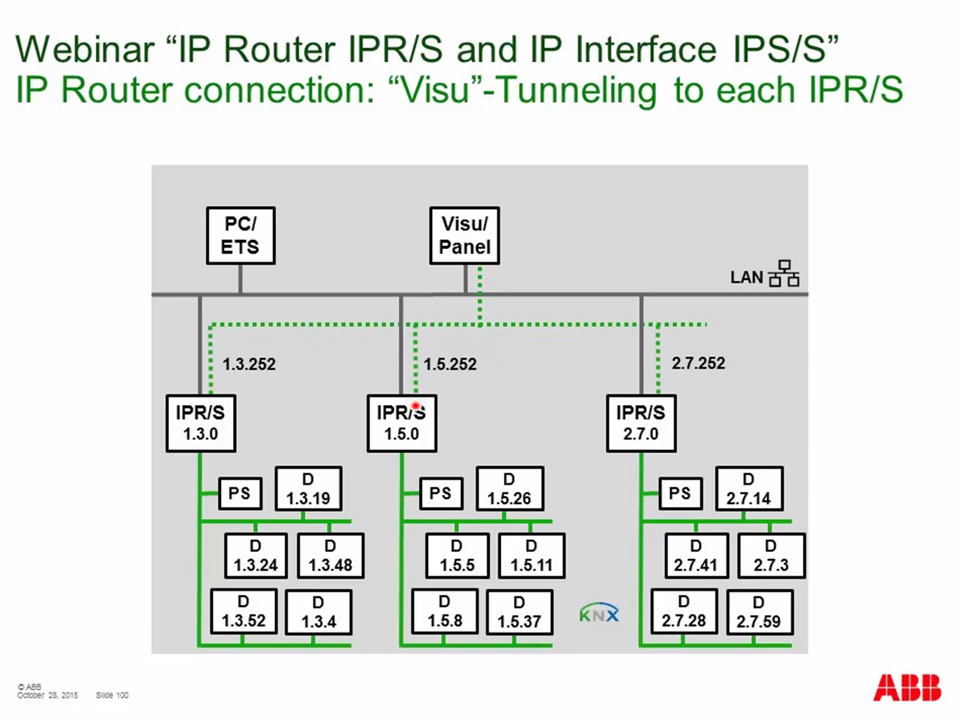 Webinar “IP Router IPR/S and IP Interface IPS/S”
IP Router connection: “Visu”-Tunneling to each IPR/S
PC/
ETS
Visu/
Panel
LAN
1.3.252
1.5.252
2.7.252
IPR/S
1.3.0
IPR/S
1.5.0
IPR/S
2.7.0
PS
D
1.3.19
PS
D
1.5.26
PS
D
2.7.14
D
1.3.24
D
1.3.48
D
1.5.5
D
1.5.11
D
2.7.41
D
2.7.3
D
1.3.52
D
1.3.4
D
1.5.8
D
1.5.37
KNX
D
2.7.28
D
2.7.59
© ABB
October 28, 2015 Slide 100
ABB